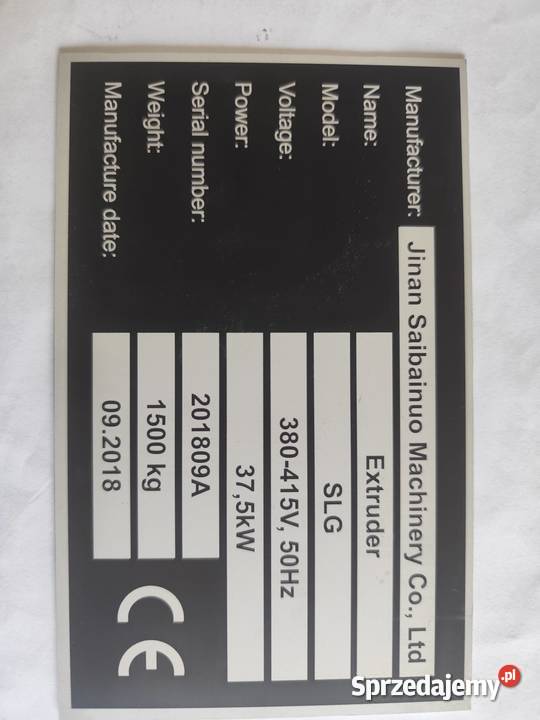 Manufacturer: Jinan Saibainuo Machinery Co., Ltd
Name: Extruder
Model: SLG
Voltage: 380-415V, 50Hz
Power: 37,5kW
Serial number: 201809A
Weight: 1500 kg
Manufacture date: 09.2018
CE
Sprzedajemy.pl